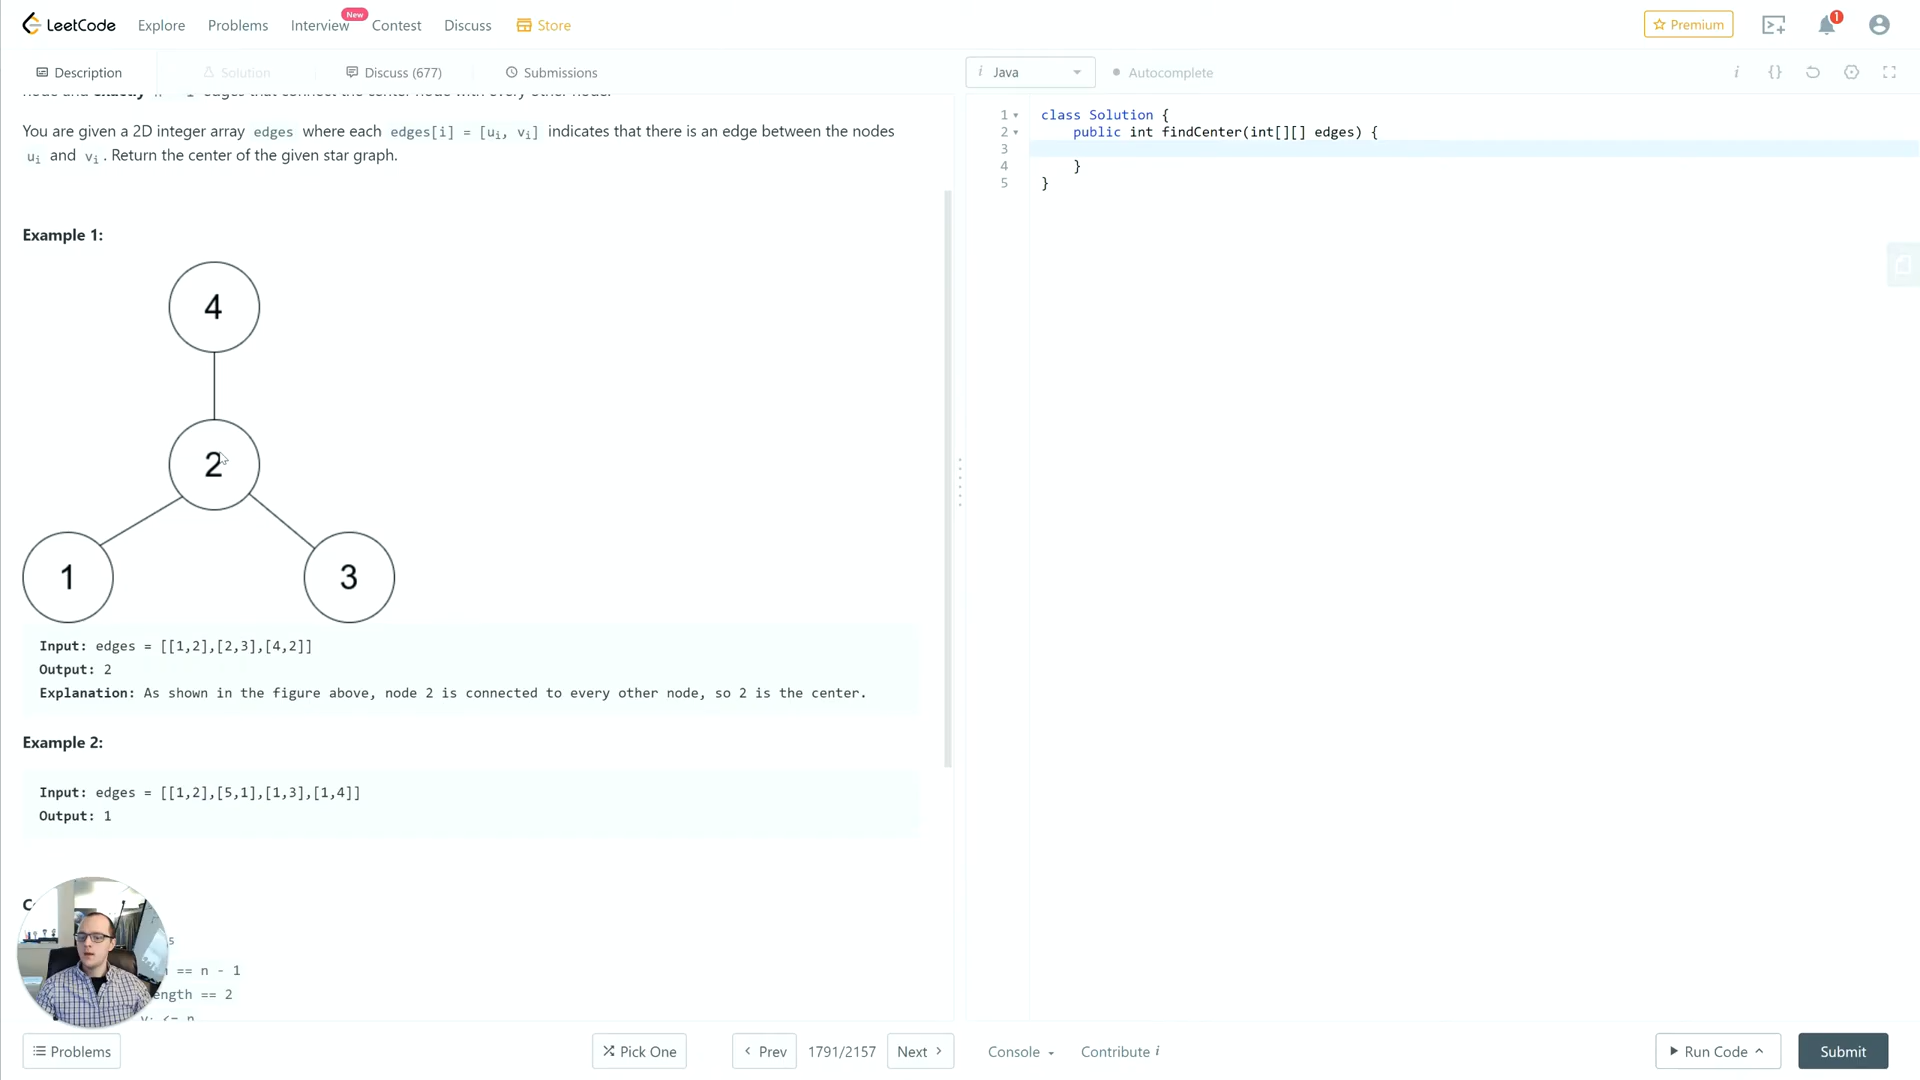 LeetCode Explore Problems Interview New Contest Discuss Store Premium 1
Description Solution Discuss (677) Submissions
i Java Autocomplete i {}
You are given a 2D integer array edges where each edges[i] = [ui, vi] indicates that there is an edge between the nodes
ui and vi. Return the center of the given star graph.
Example 1:
4
2
1 3
Input: edges = [[1,2],[2,3],[4,2]]
Output: 2
Explanation: As shown in the figure above, node 2 is connected to every other node, so 2 is the center.
Example 2:
Input: edges = [[1,2],[5,1],[1,3],[1,4]]
Output: 1
== n - 1
ength == 2
1 class Solution {
2 public int findCenter(int[][] edges) {
3
4 }
5 }
Problems Pick One Prev 1791/2157 Next Console Contribute i Run Code Submit